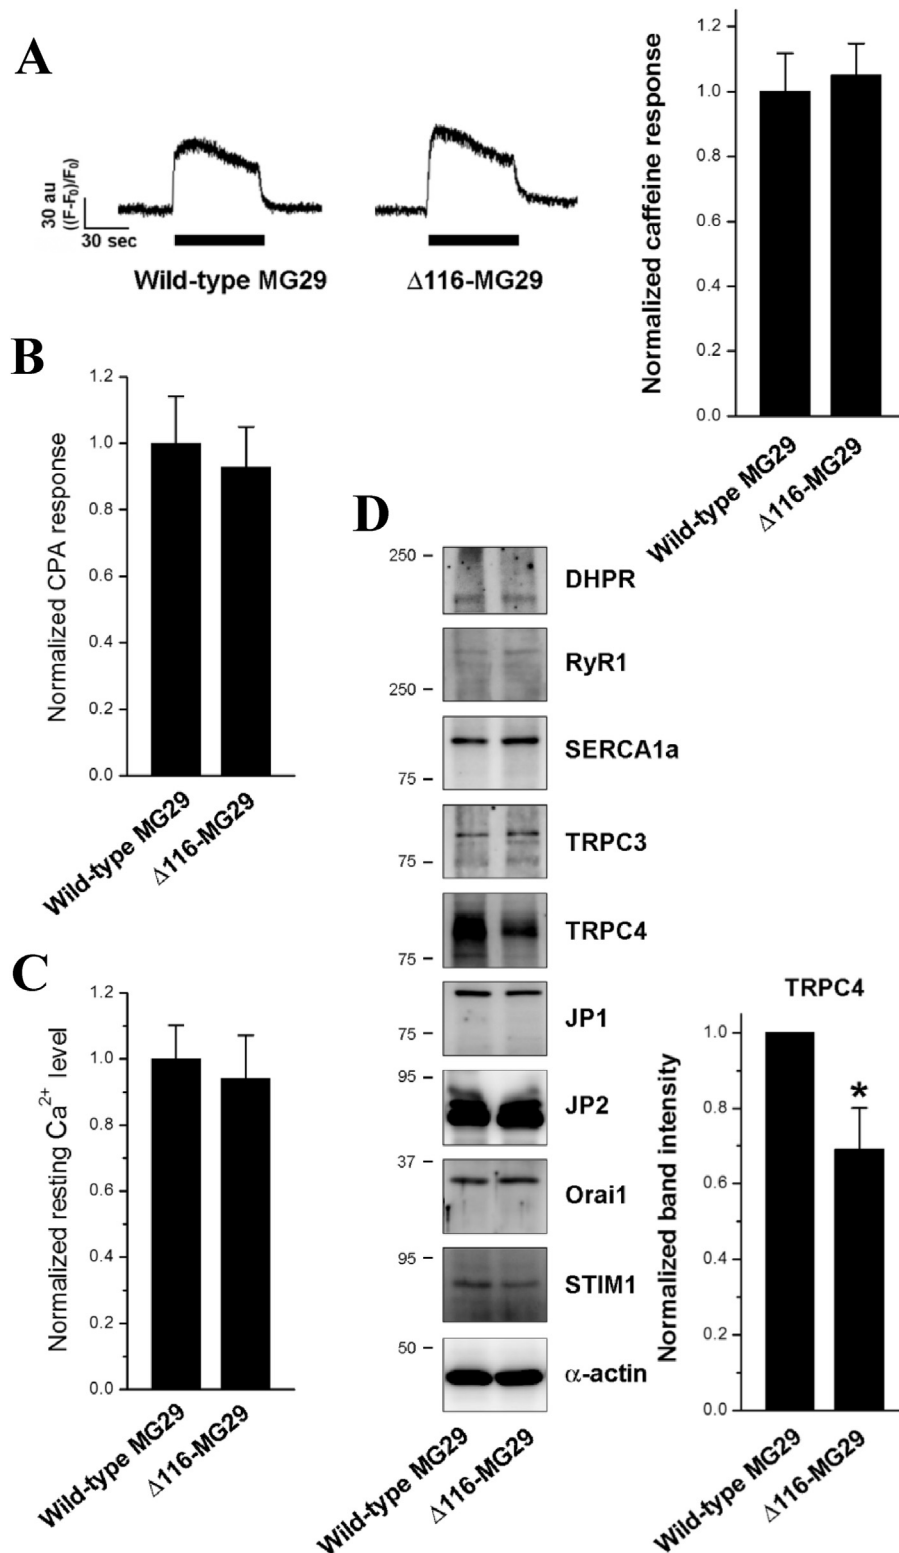 A
30 au
((F-F₀)/F₀)
30 sec
Wild-type MG29
Δ116-MG29
Normalized caffeine response
1.2
1.0
0.8
0.6
0.4
0.2
0.0
Wild-type MG29
Δ116-MG29
B
Normalized CPA response
1.2
1.0
0.8
0.6
0.4
0.2
0.0
Wild-type MG29
Δ116-MG29
C
Normalized resting Ca²⁺ level
1.2
1.0
0.8
0.6
0.4
0.2
0.0
Wild-type MG29
Δ116-MG29
D
250 –
DHPR
RyR1
250 –
SERCA1a
75 –
TRPC3
75 –
TRPC4
75 –
JP1
75 –
95 –
JP2
37 –
Orai1
95 –
STIM1
50 –
α-actin
Wild-type MG29
Δ116-MG29
TRPC4
Normalized band intensity
1.0
0.8
0.6
0.4
0.2
0.0
*
Wild-type MG29
Δ116-MG29